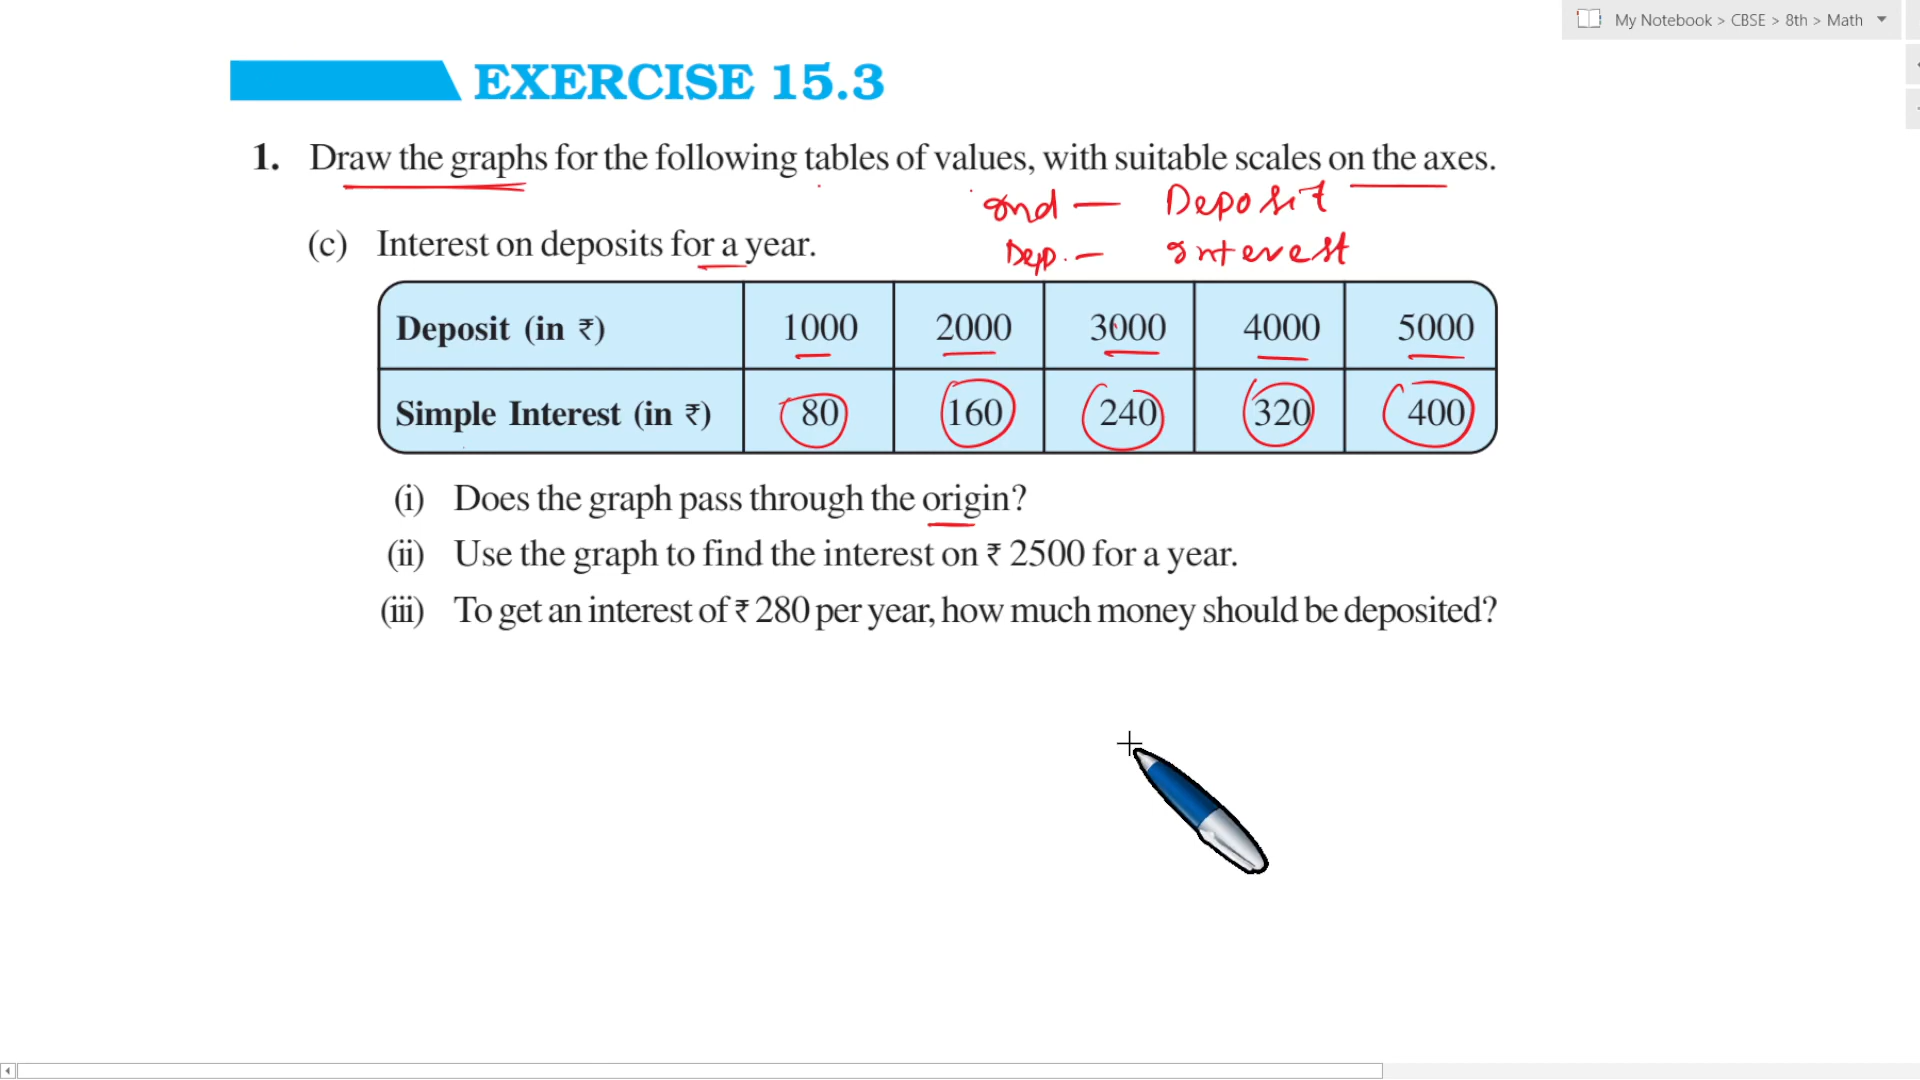 My Notebook > CBSE > 8th > Math
EXERCISE 15.3
1. Draw the graphs for the following tables of values, with suitable scales on the axes.
Ind — Deposit
(c) Interest on deposits for a year.
Dep. — Interest
Deposit (in ₹) 1000 2000 3000 4000 5000
Simple Interest (in ₹) 80 160 240 320 400
(i) Does the graph pass through the origin?
(ii) Use the graph to find the interest on ₹ 2500 for a year.
(iii) To get an interest of ₹ 280 per year, how much money should be deposited?